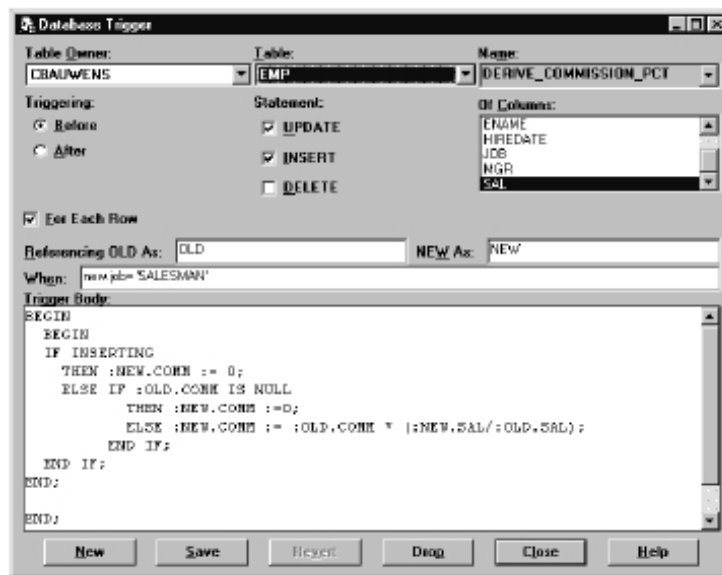 Database Trigger
Table Owner: Table: Name:
CBAUWENS EMP DERIVE_COMMISSION_PCT
Triggering: Statement: Of Columns:
Before UPDATE ENAME
HIREDATE
After INSERT JOB
MGR
DELETE SAL
For Each Row
Referencing OLD As: OLD NEW As: NEW
When: new.job= 'SALESMAN'
Trigger Body:
BEGIN
BEGIN
IF INSERTING
THEN :NEW.COMM := 0;
ELSE IF :OLD.COMM IS NULL
THEN :NEW.COMM :=0;
ELSE :NEW.COMM := :OLD.COMM * (:NEW.SAL/:OLD.SAL);
END IF;
END IF;
END;
END;
New Save Revert Drop Close Help